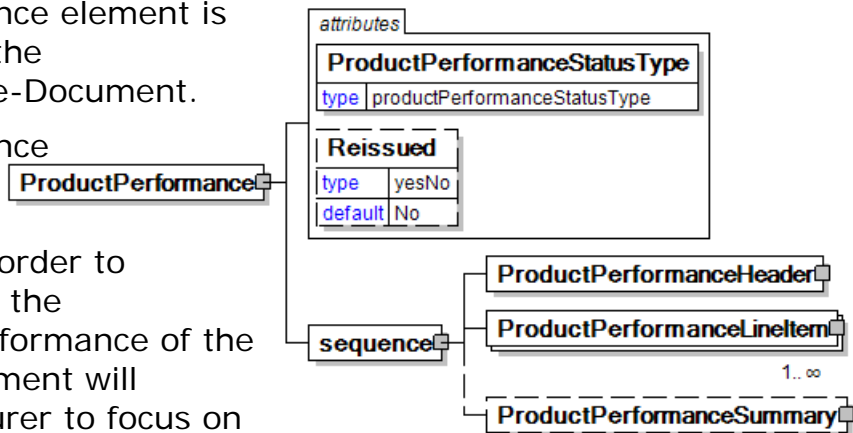 nce element is
the
e-Document.
nce
order to
the
formance of the
ment will
urer to focus on
ProductPerformance
attributes
ProductPerformanceStatusType
type productPerformanceStatusType
Reissued
type yesNo
default No
sequence
ProductPerformanceHeader
ProductPerformanceLineItem
1.. ∞
ProductPerformanceSummary